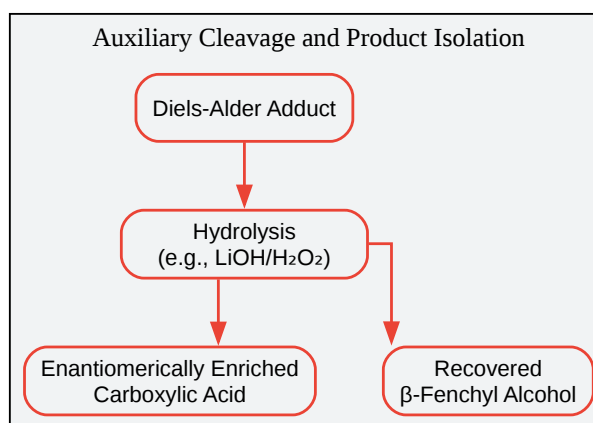 Auxiliary Cleavage and Product Isolation
Diels-Alder Adduct
Hydrolysis
(e.g., LiOH/H₂O₂)
Enantiomerically Enriched
Carboxylic Acid
Recovered
β-Fenchyl Alcohol